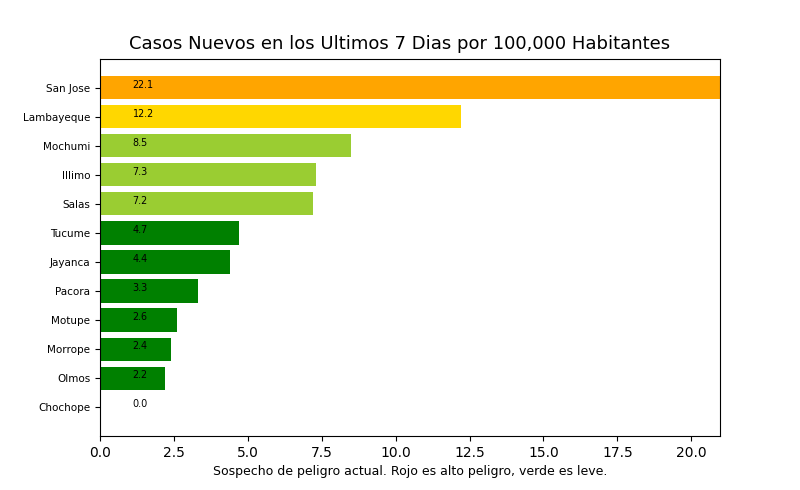 Casos Nuevos en los Ultimos 7 Dias por 100,000 Habitantes
San Jose 22.1
Lambayeque 12.2
Mochumi 8.5
Illimo 7.3
Salas 7.2
Tucume 4.7
Jayanca 4.4
Pacora 3.3
Motupe 2.6
Morrope 2.4
Olmos 2.2
Chochope 0.0
0.0 2.5 5.0 7.5 10.0 12.5 15.0 17.5 20.0
Sospecho de peligro actual. Rojo es alto peligro, verde es leve.